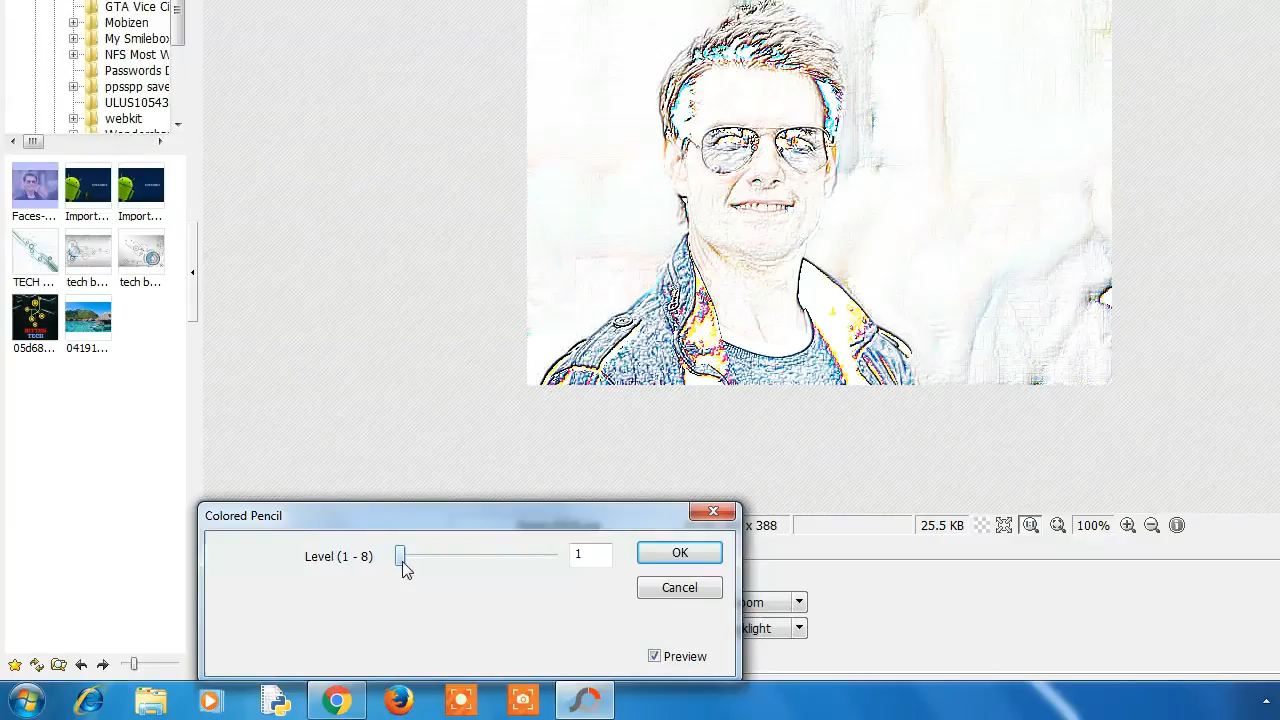 GTA Vice Ci
Mobizen
My Smilebox
NFS Most W
Passwords D
ppsspp save
ULUS10543
webkit
Faces-...
Import...
Import...
TECH ...
tech b...
tech b...
05d68...
04191...
Colored Pencil
Level (1 - 8)
1
OK
Cancel
Preview
x 388
25.5 KB
100%
oom
klight